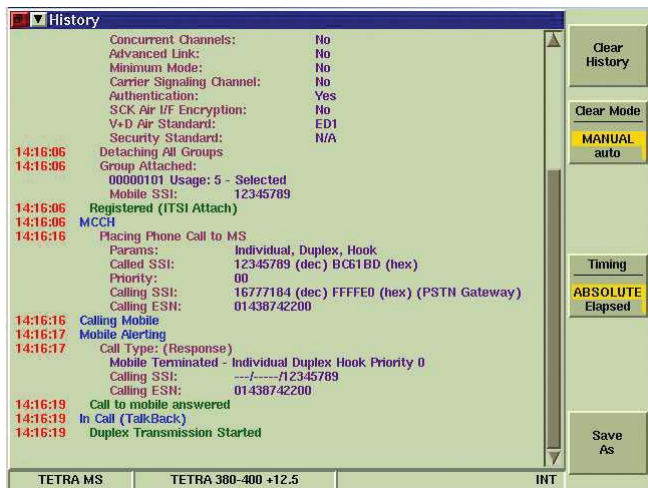 History
Concurrent Channels: No
Advanced Link: No
Minimum Mode: No
Carrier Signaling Channel: No
Authentication: Yes
SCK Air I/F Encryption: No
V+D Air Standard: ED1
Security Standard: N/A
14:16:06 Detaching All Groups
14:16:06 Group Attached:
00000101 Usage: 5 - Selected
Mobile SSI: 12345789
14:16:06 Registered (ITSI Attach)
14:16:06 MCCH
14:16:16 Placing Phone Call to MS
Params: Individual, Duplex, Hook
Called SSI: 12345789 (dec) BC61BD (hex)
Priority: 00
Calling SSI: 16777184 (dec) FFFFE0 (hex) (PSTN Gateway)
Calling ESN: 01438742200
14:16:16 Calling Mobile
14:16:17 Mobile Alerting
14:16:17 Call Type: (Response)
Mobile Terminated - Individual Duplex Hook Priority 0
Calling SSI: ---/-----/12345789
Calling ESN: 01438742200
14:16:19 Call to mobile answered
14:16:19 In Call (TalkBack)
14:16:19 Duplex Transmission Started
TETRA MS TETRA 380-400 +12.5 INT
Clear
History
Clear Mode
MANUAL
auto
Timing
ABSOLUTE
Elapsed
Save
As